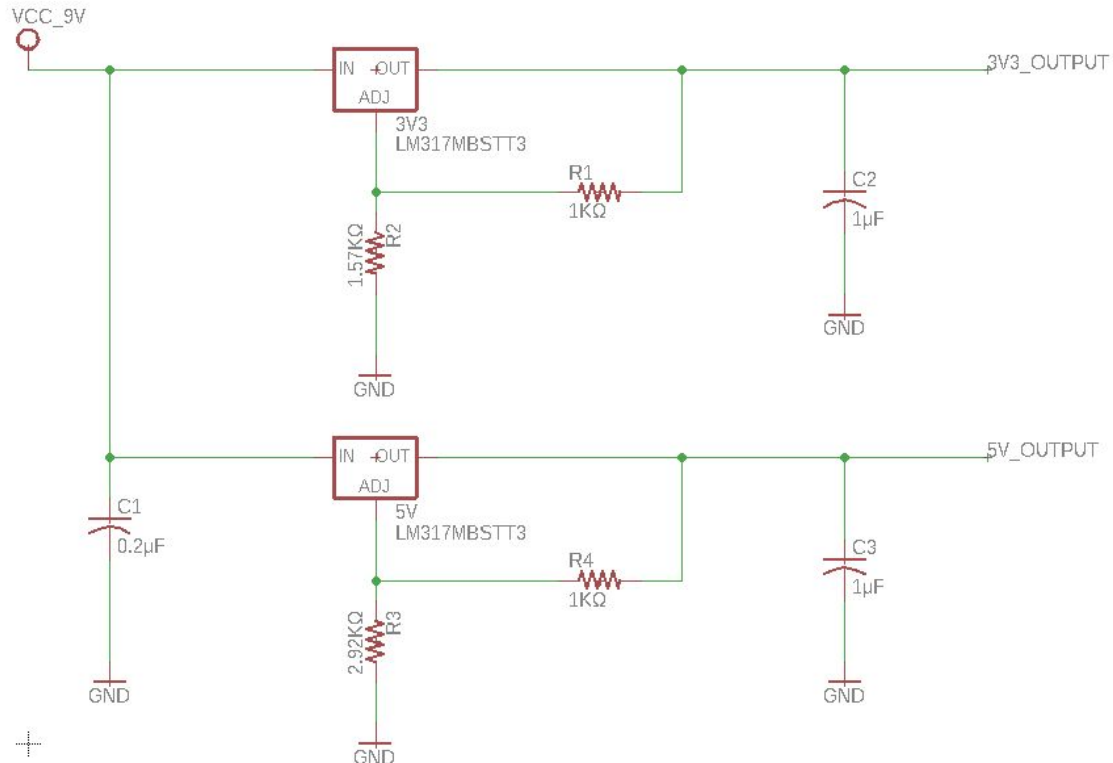 VCC_9V
IN OUT
ADJ
3V3
LM317MBSTT3
3V3_OUTPUT
R1
1KΩ
R2
1.57KΩ
C2
1µF
GND
GND
IN OUT
ADJ
5V
LM317MBSTT3
5V_OUTPUT
C1
0.2µF
R4
1KΩ
R3
2.92KΩ
C3
1µF
GND
GND
GND